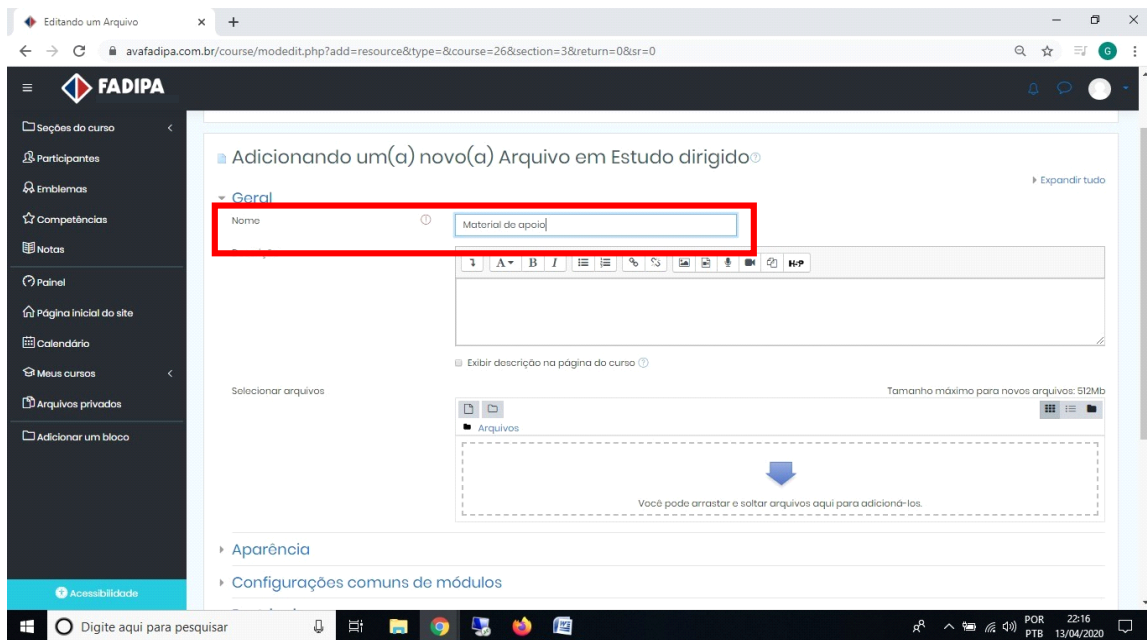 Editando um Arquivo
avafadipa.com.br/course/modedit.php?add=resource&type=&course=26&section=3&return=0&sr=0
G
FADIPA
Seções do curso
Participantes
Emblemas
Competências
Notas
Painel
Página inicial do site
Calendário
Meus cursos
Arquivos privados
Adicionar um bloco
Acessibilidade
Adicionando um(a) novo(a) Arquivo em Estudo dirigido
Expandir tudo
Geral
Nome
Material de apoio
A B I H-P
Exibir descrição na página do curso
Selecionar arquivos
Tamanho máximo para novos arquivos: 512Mb
Arquivos
Você pode arrastar e soltar arquivos aqui para adicioná-los.
Aparência
Configurações comuns de módulos
Digite aqui para pesquisar
POR 22:16
PTB 13/04/2020